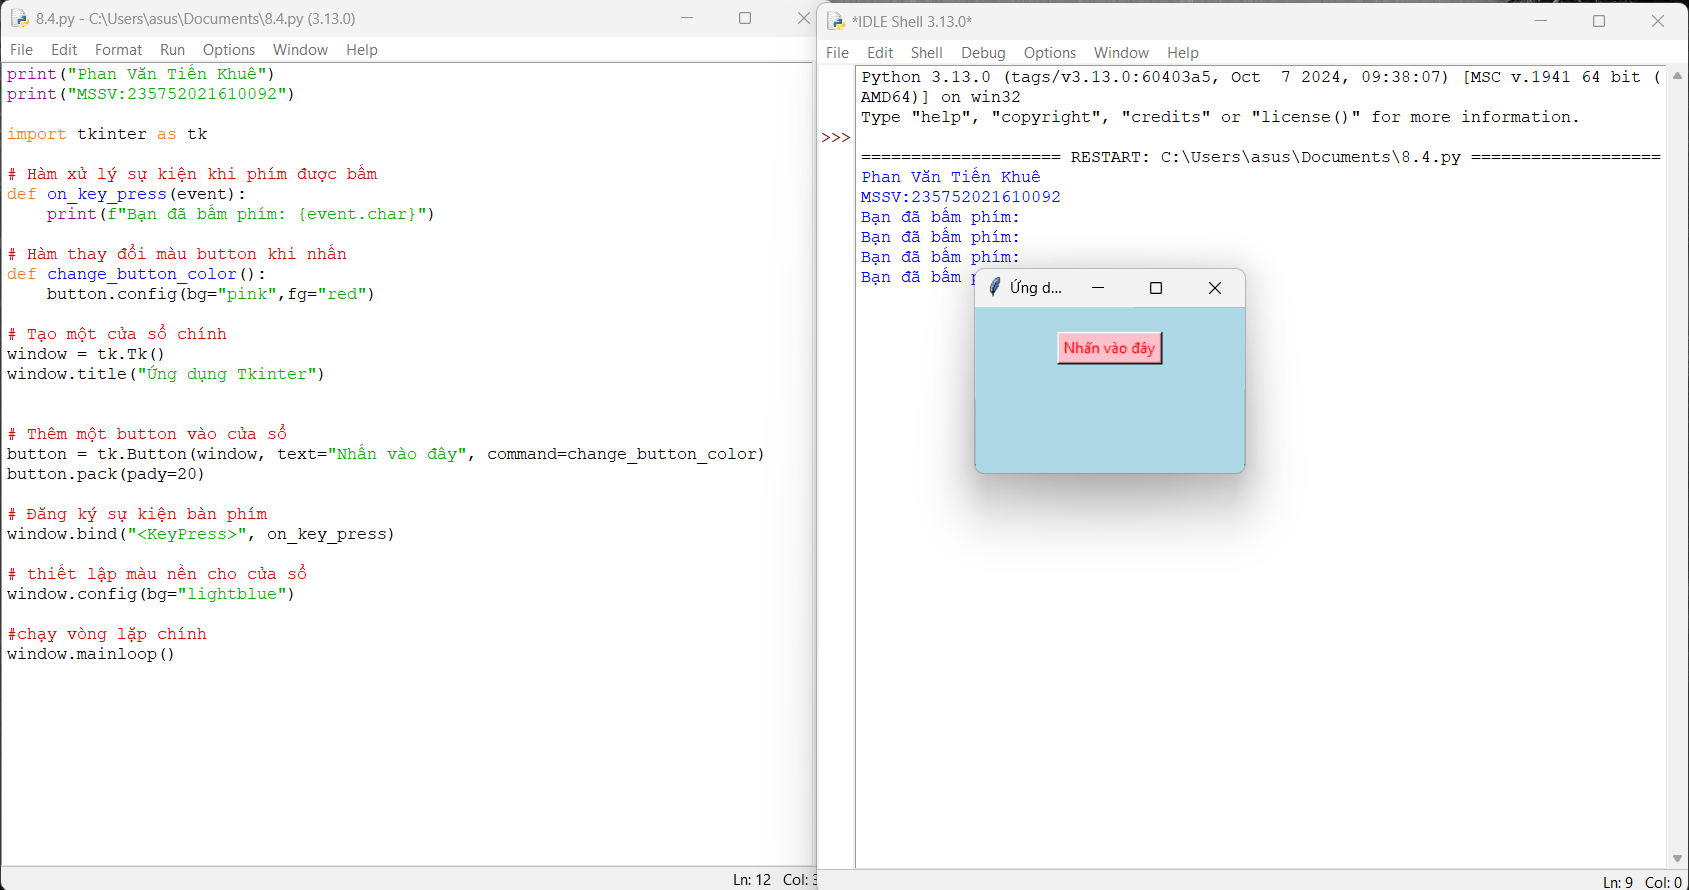 8.4.py - C:\Users\asus\Documents\8.4.py (3.13.0)
File Edit Format Run Options Window Help
print("Phan Văn Tiến Khuê")
print("MSSV:235752021610092")
import tkinter as tk
# Hàm xử lý sự kiện khi phím được bấm
def on_key_press(event):
    print(f"Bạn đã bấm phím: {event.char}")
# Hàm thay đổi màu button khi nhấn
def change_button_color():
    button.config(bg="pink",fg="red")
# Tạo một cửa sổ chính
window = tk.Tk()
window.title("Ứng dụng Tkinter")
# Thêm một button vào cửa sổ
button = tk.Button(window, text="Nhấn vào đây", command=change_button_color)
button.pack(pady=20)
# Đăng ký sự kiện bàn phím
window.bind("<KeyPress>", on_key_press)
# thiết lập màu nền cho cửa sổ
window.config(bg="lightblue")
#chạy vòng lặp chính
window.mainloop()
Ln: 12 Col: 3
*IDLE Shell 3.13.0*
File Edit Shell Debug Options Window Help
Python 3.13.0 (tags/v3.13.0:60403a5, Oct  7 2024, 09:38:07) [MSC v.1941 64 bit (
AMD64)] on win32
Type "help", "copyright", "credits" or "license()" for more information.
>>>
==================== RESTART: C:\Users\asus\Documents\8.4.py ===================
Phan Văn Tiến Khuê
MSSV:235752021610092
Bạn đã bấm phím:
Bạn đã bấm phím:
Bạn đã bấm phím:
Bạn đã bấm p
Ứng d...
Nhấn vào đây
Ln: 9 Col: 0